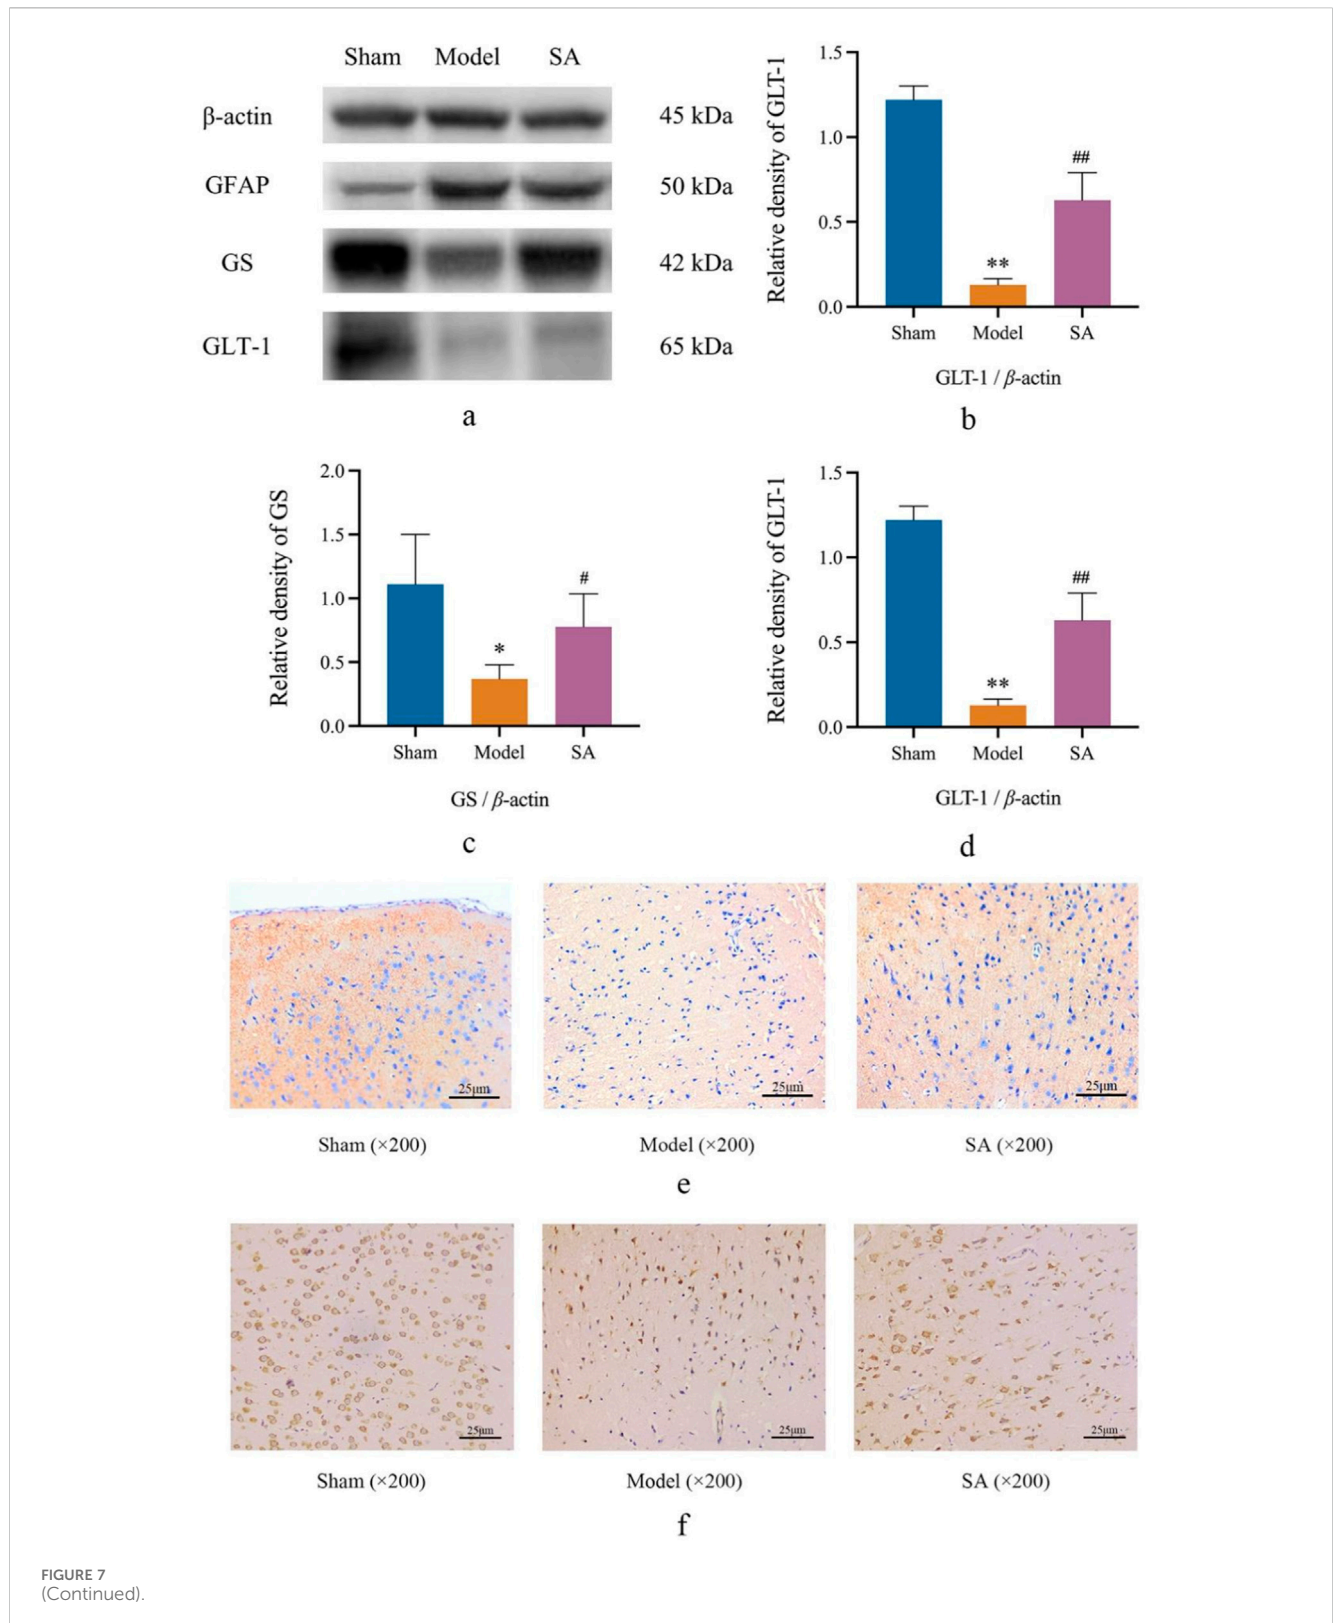 Sham Model SA
β-actin 45 kDa
GFAP 50 kDa
GS 42 kDa
GLT-1 65 kDa
a
Relative density of GLT-1
1.5
1.0
0.5
0.0
##
**
Sham Model SA
GLT-1 / β-actin
b
Relative density of GS
2.0
1.5
1.0
0.5
0.0
#
*
Sham Model SA
GS / β-actin
c
Relative density of GLT-1
1.5
1.0
0.5
0.0
##
**
Sham Model SA
GLT-1 / β-actin
d
25μm 25μm 25μm
Sham (×200) Model (×200) SA (×200)
e
25μm 25μm 25μm
Sham (×200) Model (×200) SA (×200)
f
FIGURE 7
(Continued).